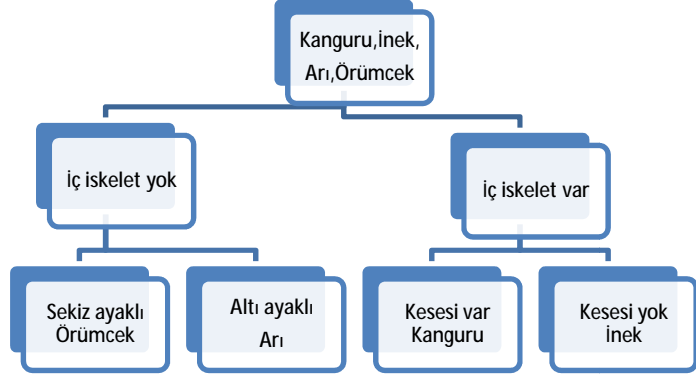 Kanguru,İnek,
Arı,Örümcek
İç iskelet yok
İç iskelet var
Sekiz ayaklı
Örümcek
Altı ayaklı
Arı
Kesesi var
Kanguru
Kesesi yok
İnek